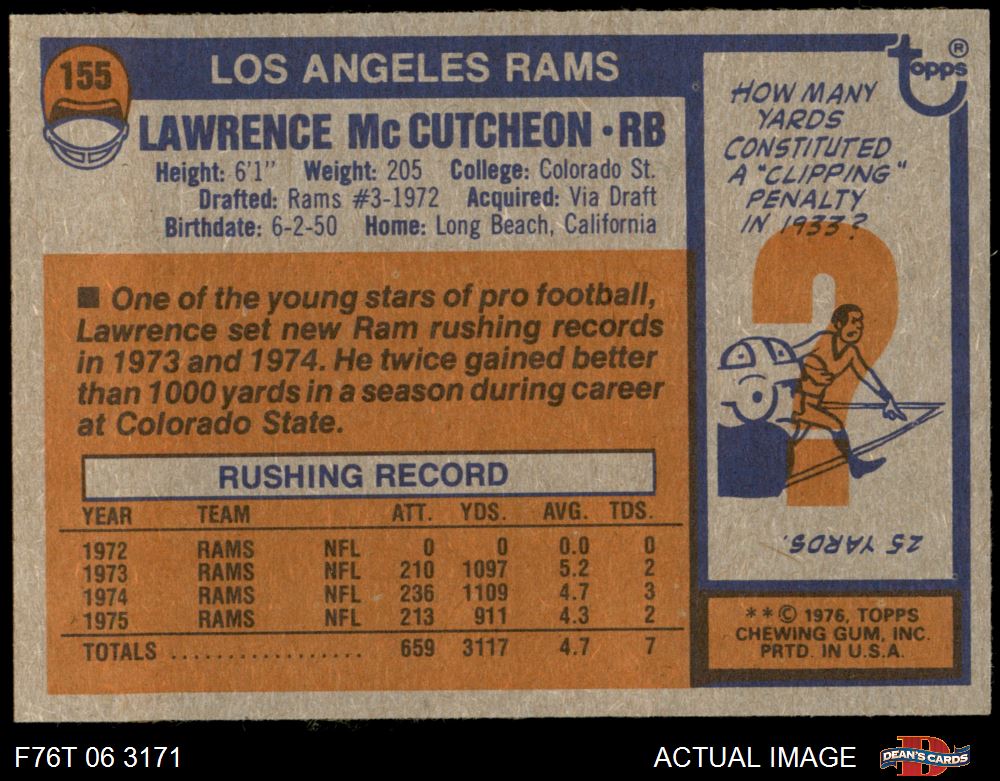 155
LOS ANGELES RAMS
LAWRENCE McCUTCHEON • RB
Height: 6'1" Weight: 205 College: Colorado St.
Drafted: Rams #3-1972 Acquired: Via Draft
Birthdate: 6-2-50 Home: Long Beach, California
■ One of the young stars of pro football,
Lawrence set new Ram rushing records
in 1973 and 1974. He twice gained better
than 1000 yards in a season during career
at Colorado State.
RUSHING RECORD
YEAR TEAM ATT. YDS. AVG. TDS.
1972 RAMS NFL 0 0 0.0 0
1973 RAMS NFL 210 1097 5.2 2
1974 RAMS NFL 236 1109 4.7 3
1975 RAMS NFL 213 911 4.3 2
TOTALS ................. 659 3117 4.7 7
topps ®
HOW MANY
YARDS
CONSTITUTED
A "CLIPPING"
PENALTY
IN 1933?
?
25 YARDS.
**© 1976, TOPPS
CHEWING GUM, INC.
PRTD. IN U.S.A.
F76T 06 3171
ACTUAL IMAGE
D
DEAN'S CARDS